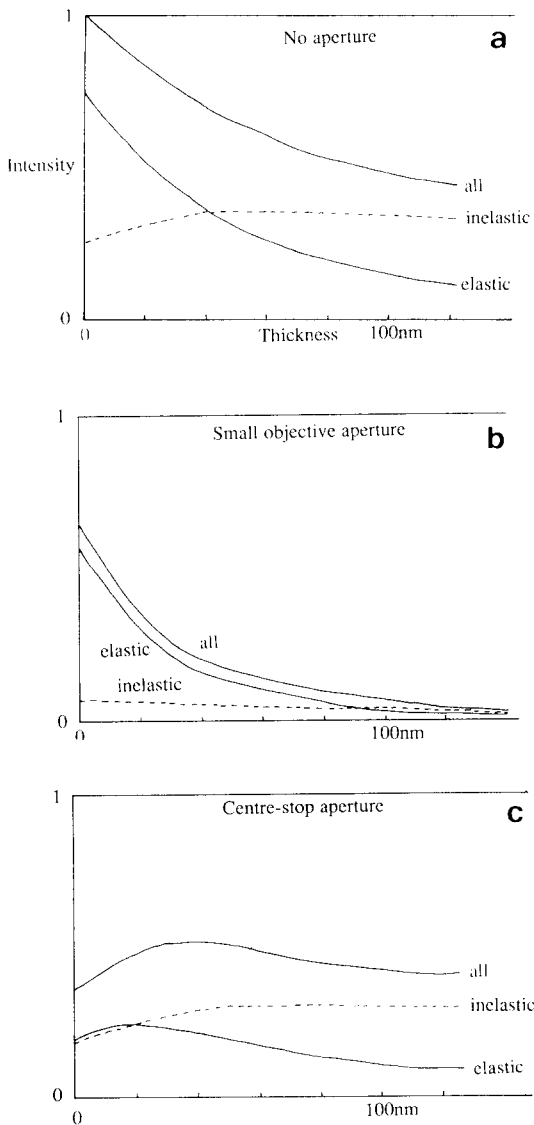 1
No aperture
a
Intensity
all
inelastic
elastic
0
0
Thickness
100nm
1
Small objective aperture
b
all
elastic
inelastic
0
0
100nm
1
Centre-stop aperture
c
all
inelastic
elastic
0
0
100nm